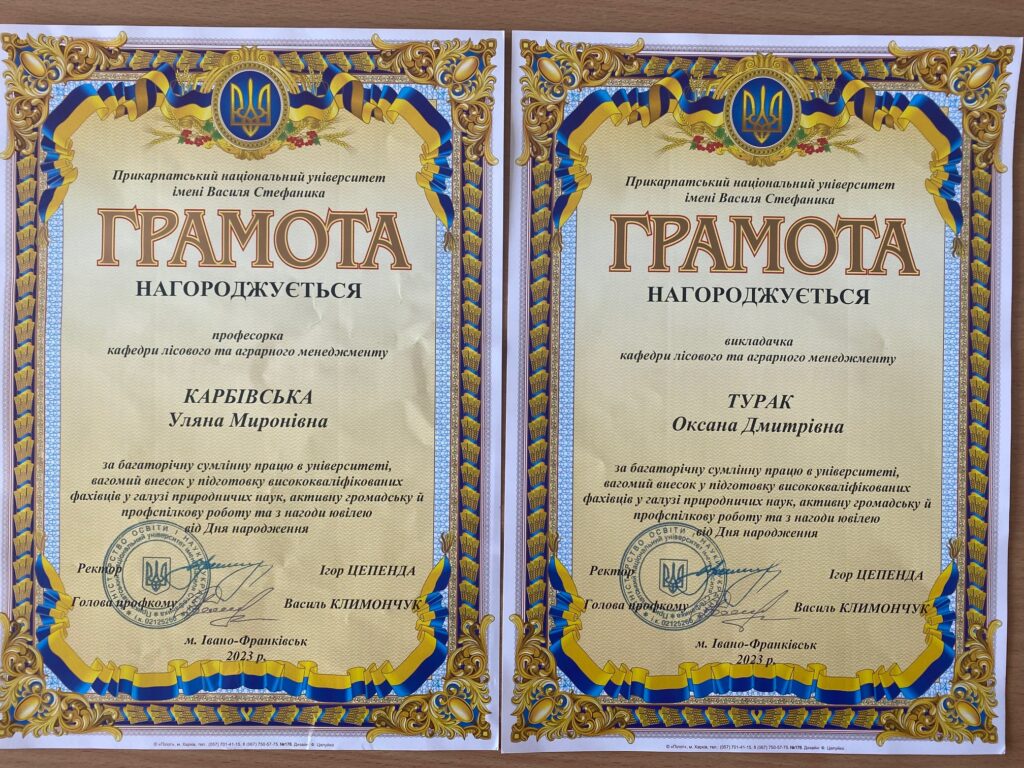 Прикарпатський національний університет
імені Василя Стефаника
ГРАМОТА
НАГОРОДЖУЄТЬСЯ
професорка
кафедри лісового та аграрного менеджменту
КАРБІВСЬКА
Уляна Миронівна
за багаторічну сумлінну працю в університеті,
вагомий внесок у підготовку висококваліфікованих
фахівців у галузі природничих наук, активну громадську й
профспілкову роботу та з нагоди ювілею
від Дня народження
Ректор Ігор ЦЕПЕНДА
Голова профкому Василь КЛИМОНЧУК
м. Івано-Франківськ
2023 р.
Прикарпатський національний університет
імені Василя Стефаника
ГРАМОТА
НАГОРОДЖУЄТЬСЯ
викладачка
кафедри лісового та аграрного менеджменту
ТУРАК
Оксана Дмитрівна
за багаторічну сумлінну працю в університеті,
вагомий внесок у підготовку висококваліфікованих
фахівців у галузі природничих наук, активну громадську й
профспілкову роботу та з нагоди ювілею
від Дня народження
Ректор Ігор ЦЕПЕНДА
Голова профкому Василь КЛИМОНЧУК
м. Івано-Франківськ
2023 р.